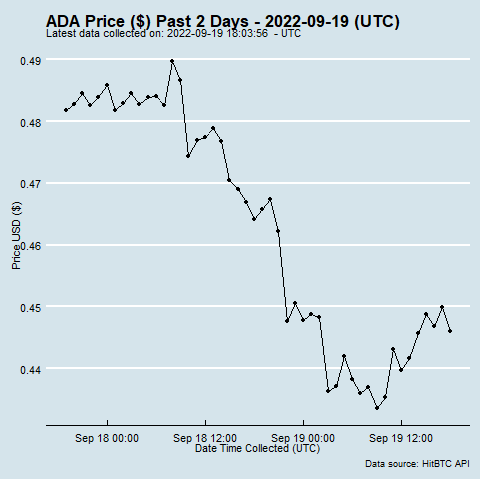 ADA Price ($) Past 2 Days - 2022-09-19 (UTC)
Latest data collected on: 2022-09-19 18:03:56 - UTC
0.49
0.48
0.47
0.46
0.45
0.44
Price USD ($)
Sep 18 00:00 Sep 18 12:00 Sep 19 00:00 Sep 19 12:00
Date Time Collected (UTC)
Data source: HitBTC API